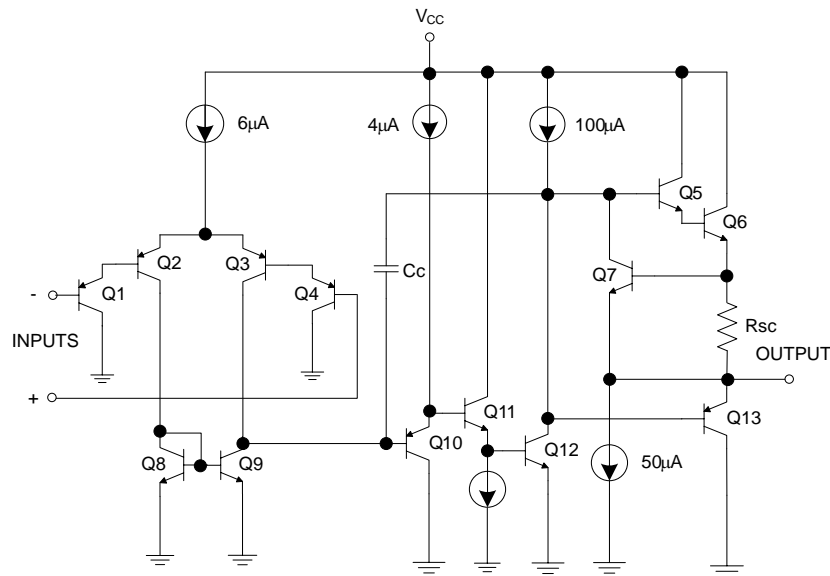 VCC
6μA
4μA
100μA
Q5
Q6
Q2
Q3
Cc
Q7
Q1
Q4
-
Rsc
INPUTS
OUTPUT
+
Q11
Q10
Q12
Q13
Q8
Q9
50μA